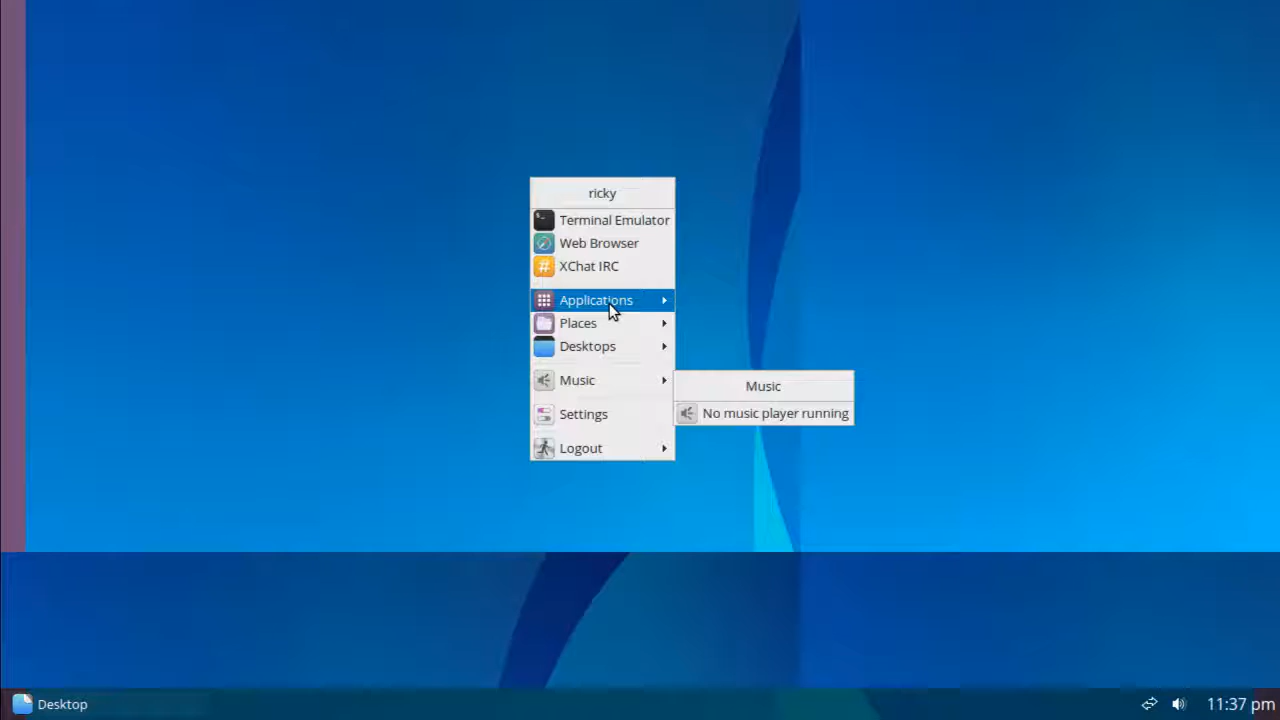 ricky
Terminal Emulator
Web Browser
XChat IRC
Applications
Places
Desktops
Music
Music
No music player running
Settings
Logout
Desktop
11:37 pm